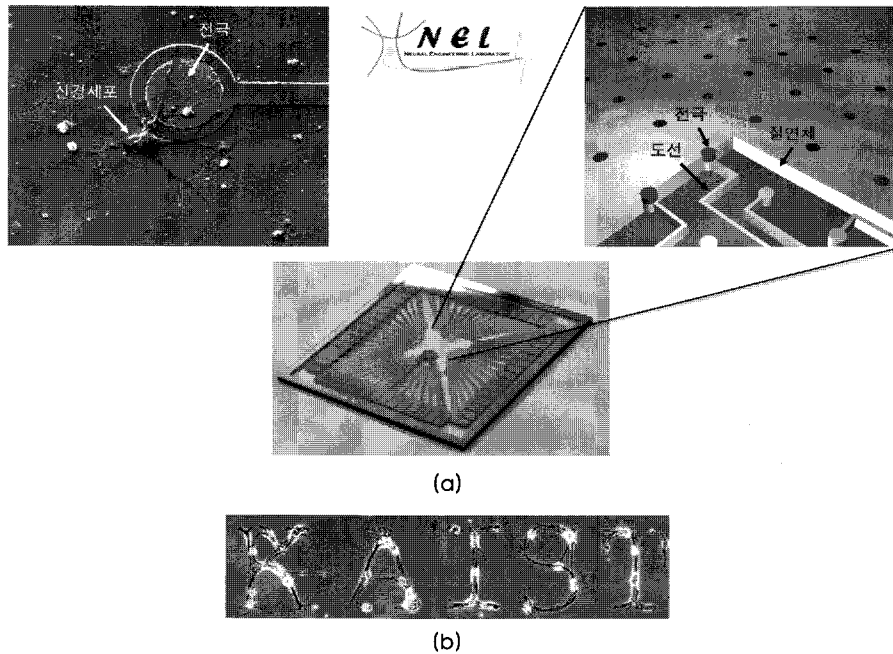 전극
신경세포
NEL
NEURAL ENGINEERING LABORATORY
전극
절연체
도선
(a)
KAIST
(b)